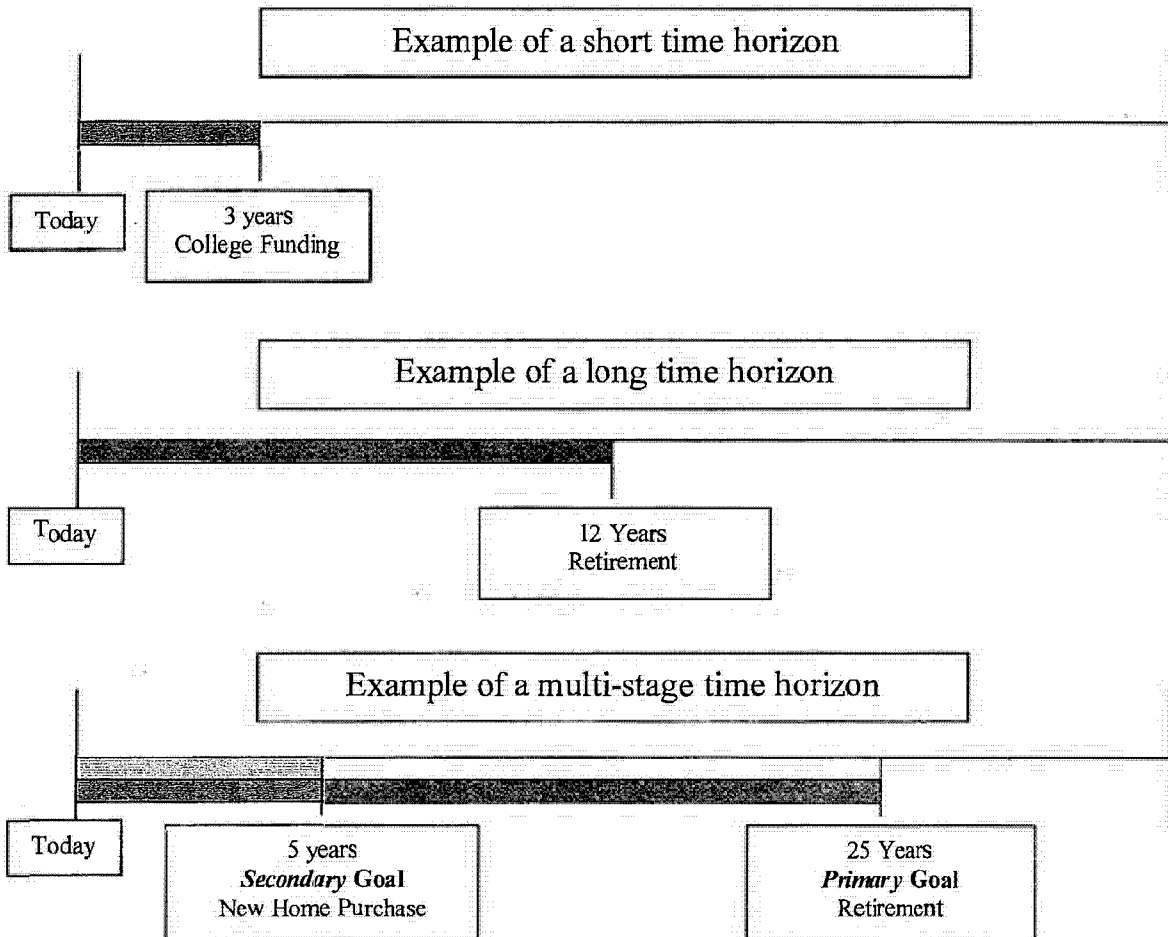 Example of a short time horizon
Today
3 years
College Funding
Example of a long time horizon
Today
12 Years
Retirement
Example of a multi-stage time horizon
Today
5 years
Secondary Goal
New Home Purchase
25 Years
Primary Goal
Retirement